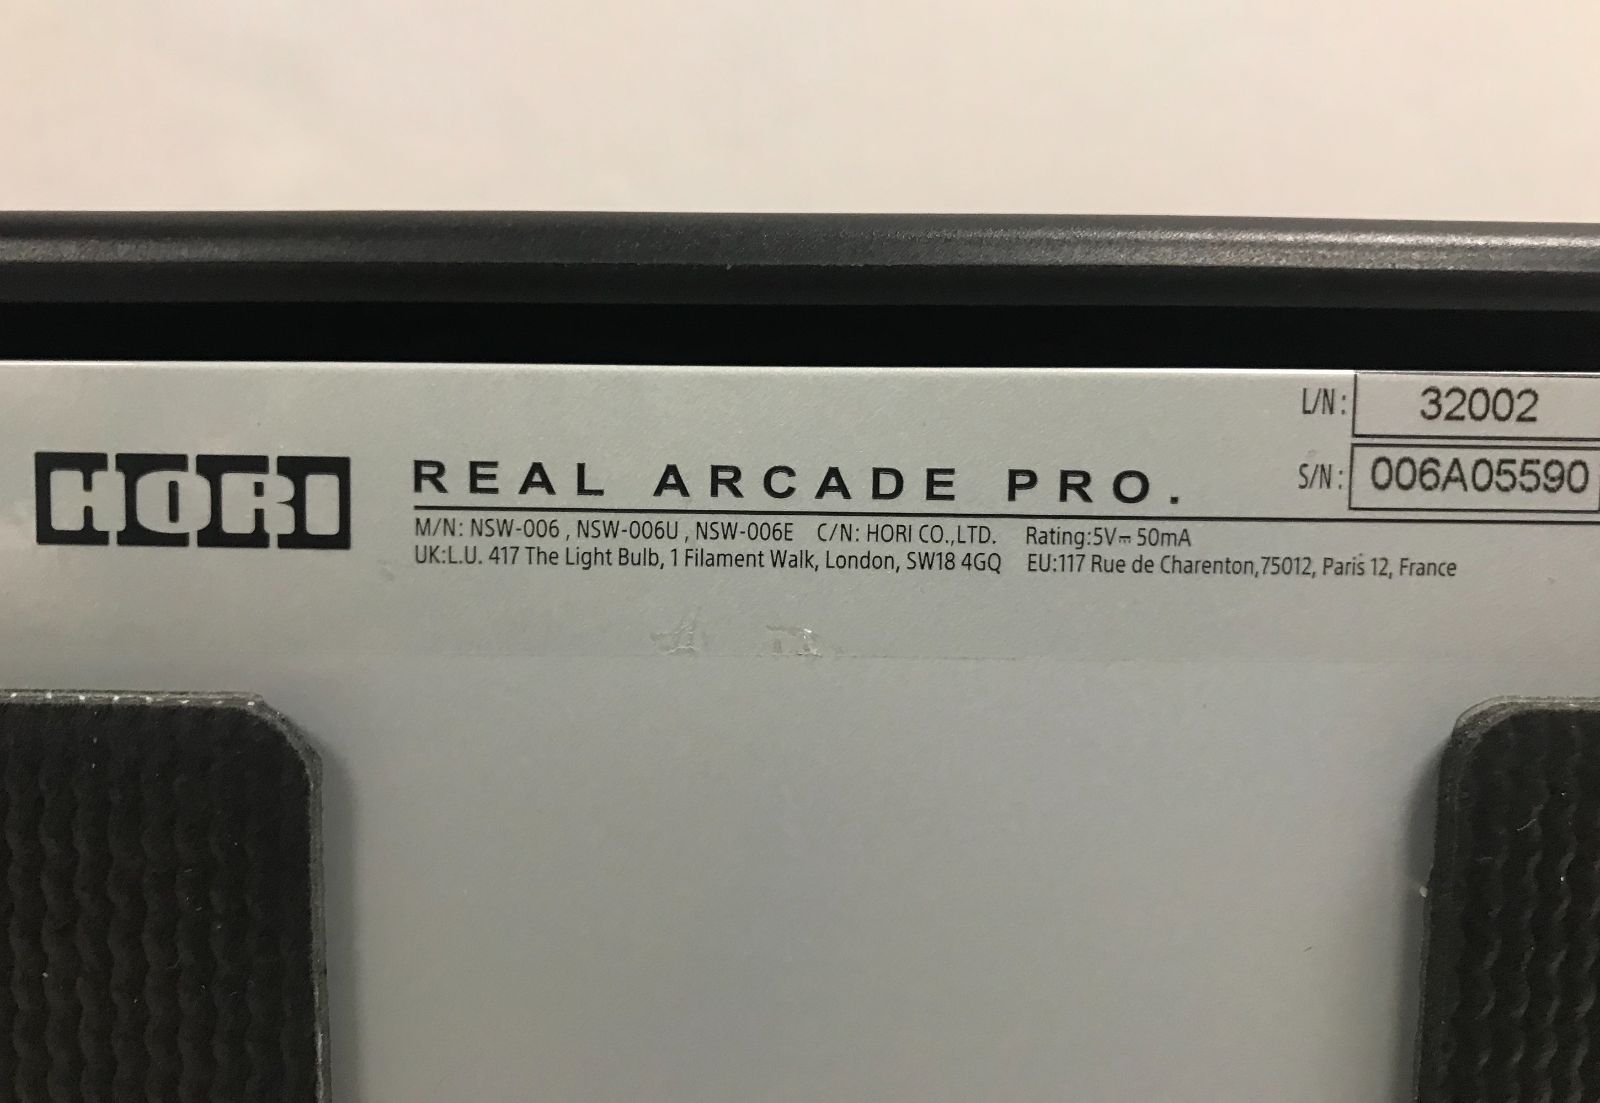 L/N: 32002
HORI REAL ARCADE PRO. S/N: 006A05590
M/N: NSW-006 , NSW-006U , NSW-006E C/N: HORI CO.,LTD. Rating:5V⎓ 50mA
UK:L.U. 417 The Light Bulb, 1 Filament Walk, London, SW18 4GQ EU:117 Rue de Charenton,75012, Paris 12, France